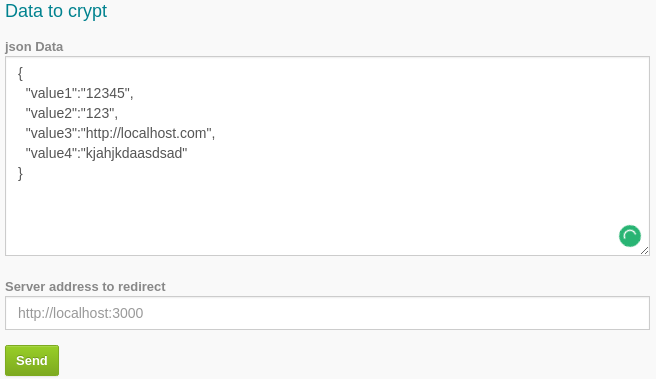 Data to crypt
json Data
{
"value1":"12345",
"value2":"123",
"value3":"http://localhost.com",
"value4":"kjahjkdaasdsad"
}
Server address to redirect
http://localhost:3000
Send